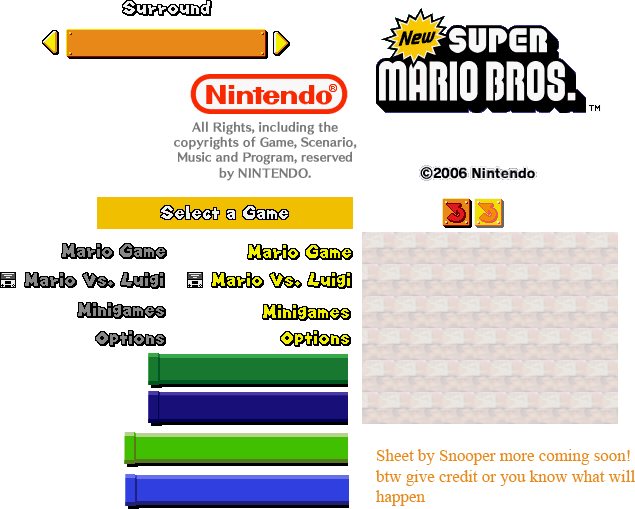 Surround
New
SUPER
MARIO BROS.™
Nintendo®
All Rights, including the
copyrights of Game, Scenario,
Music and Program, reserved
by NINTENDO.
©2006 Nintendo
Select a Game
Mario Game
Mario Game
Mario Vs. Luigi
Mario Vs. Luigi
Minigames
Minigames
Options
Options
Sheet by Snooper more coming soon!
btw give credit or you know what will
happen